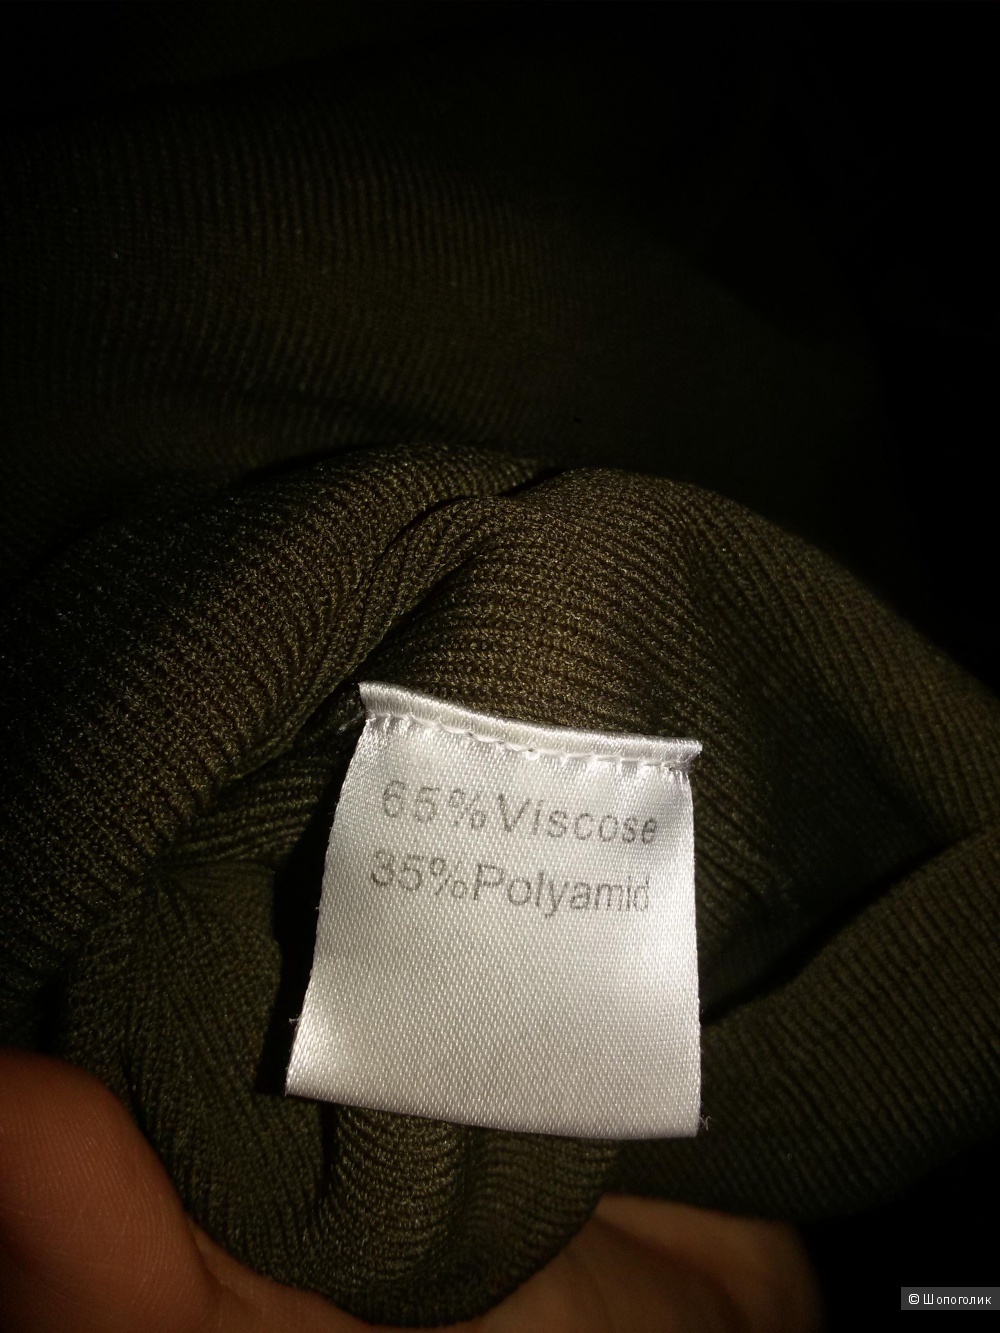 65%Viscose
35%Polyamid
© Шопоголик